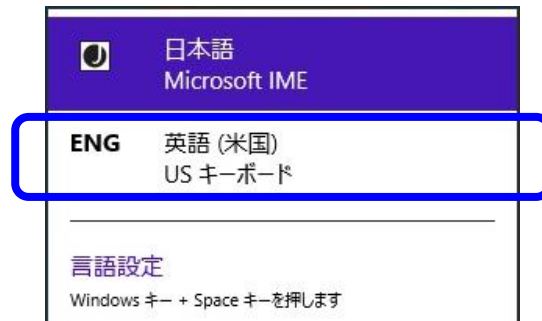 日本語
Microsoft IME
ENG 英語 (米国)
US キーボード
言語設定
Windows キー + Space キーを押します